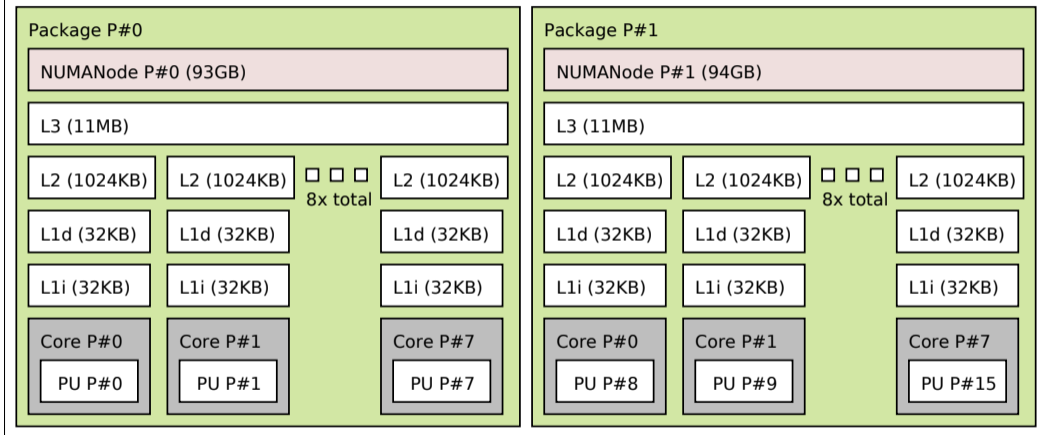 Package P#0
NUMANode P#0 (93GB)
L3 (11MB)
L2 (1024KB) L2 (1024KB) L2 (1024KB)
8x total
L1d (32KB) L1d (32KB) L1d (32KB)
L1i (32KB) L1i (32KB) L1i (32KB)
Core P#0 Core P#1 Core P#7
PU P#0 PU P#1 PU P#7
Package P#1
NUMANode P#1 (94GB)
L3 (11MB)
L2 (1024KB) L2 (1024KB) L2 (1024KB)
8x total
L1d (32KB) L1d (32KB) L1d (32KB)
L1i (32KB) L1i (32KB) L1i (32KB)
Core P#0 Core P#1 Core P#7
PU P#8 PU P#9 PU P#15